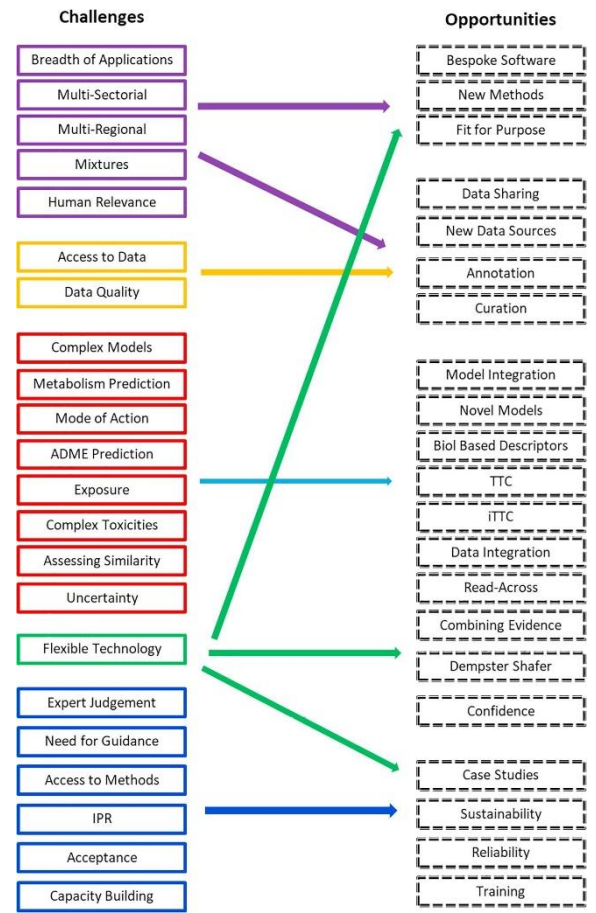 Challenges
Breadth of Applications
Multi-Sectorial
Multi-Regional
Mixtures
Human Relevance
Access to Data
Data Quality
Complex Models
Metabolism Prediction
Mode of Action
ADME Prediction
Exposure
Complex Toxicities
Assessing Similarity
Uncertainty
Flexible Technology
Expert Judgement
Need for Guidance
Access to Methods
IPR
Acceptance
Capacity Building
Opportunities
Bespoke Software
New Methods
Fit for Purpose
Data Sharing
New Data Sources
Annotation
Curation
Model Integration
Novel Models
Biol Based Descriptors
TTC
iTTC
Data Integration
Read-Across
Combining Evidence
Dempster Shafer
Confidence
Case Studies
Sustainability
Reliability
Training